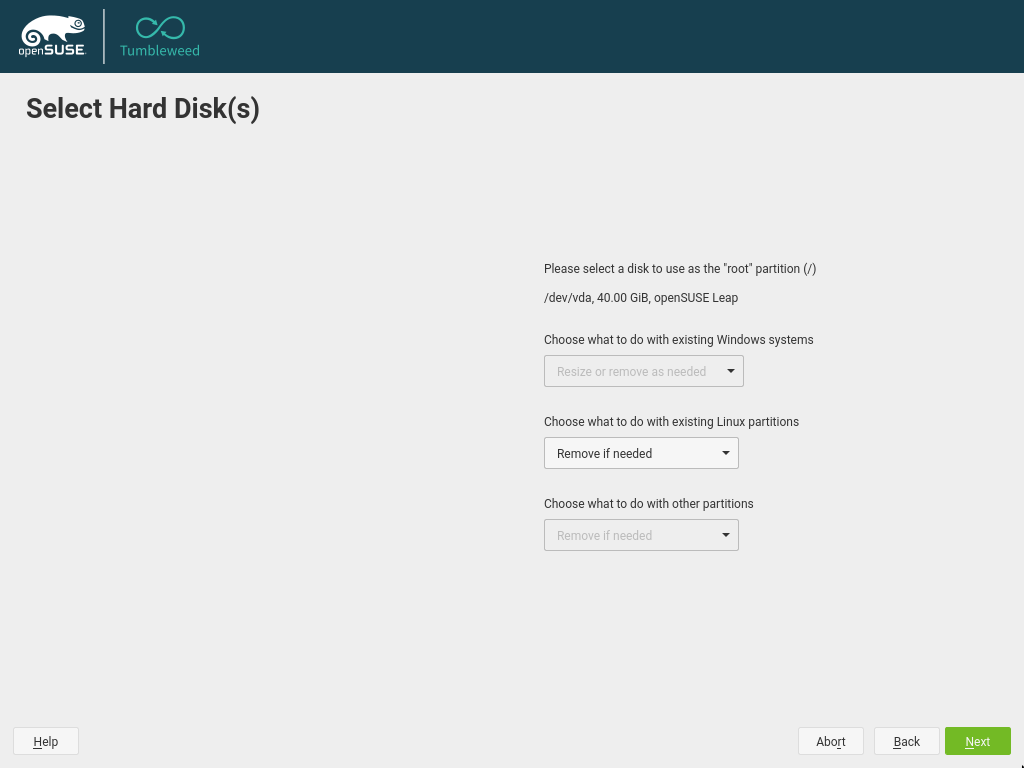 openSUSE.
Tumbleweed
Select Hard Disk(s)
Please select a disk to use as the "root" partition (/)
/dev/vda, 40.00 GiB, openSUSE Leap
Choose what to do with existing Windows systems
Resize or remove as needed
Choose what to do with existing Linux partitions
Remove if needed
Choose what to do with other partitions
Remove if needed
Help
Abort
Back
Next